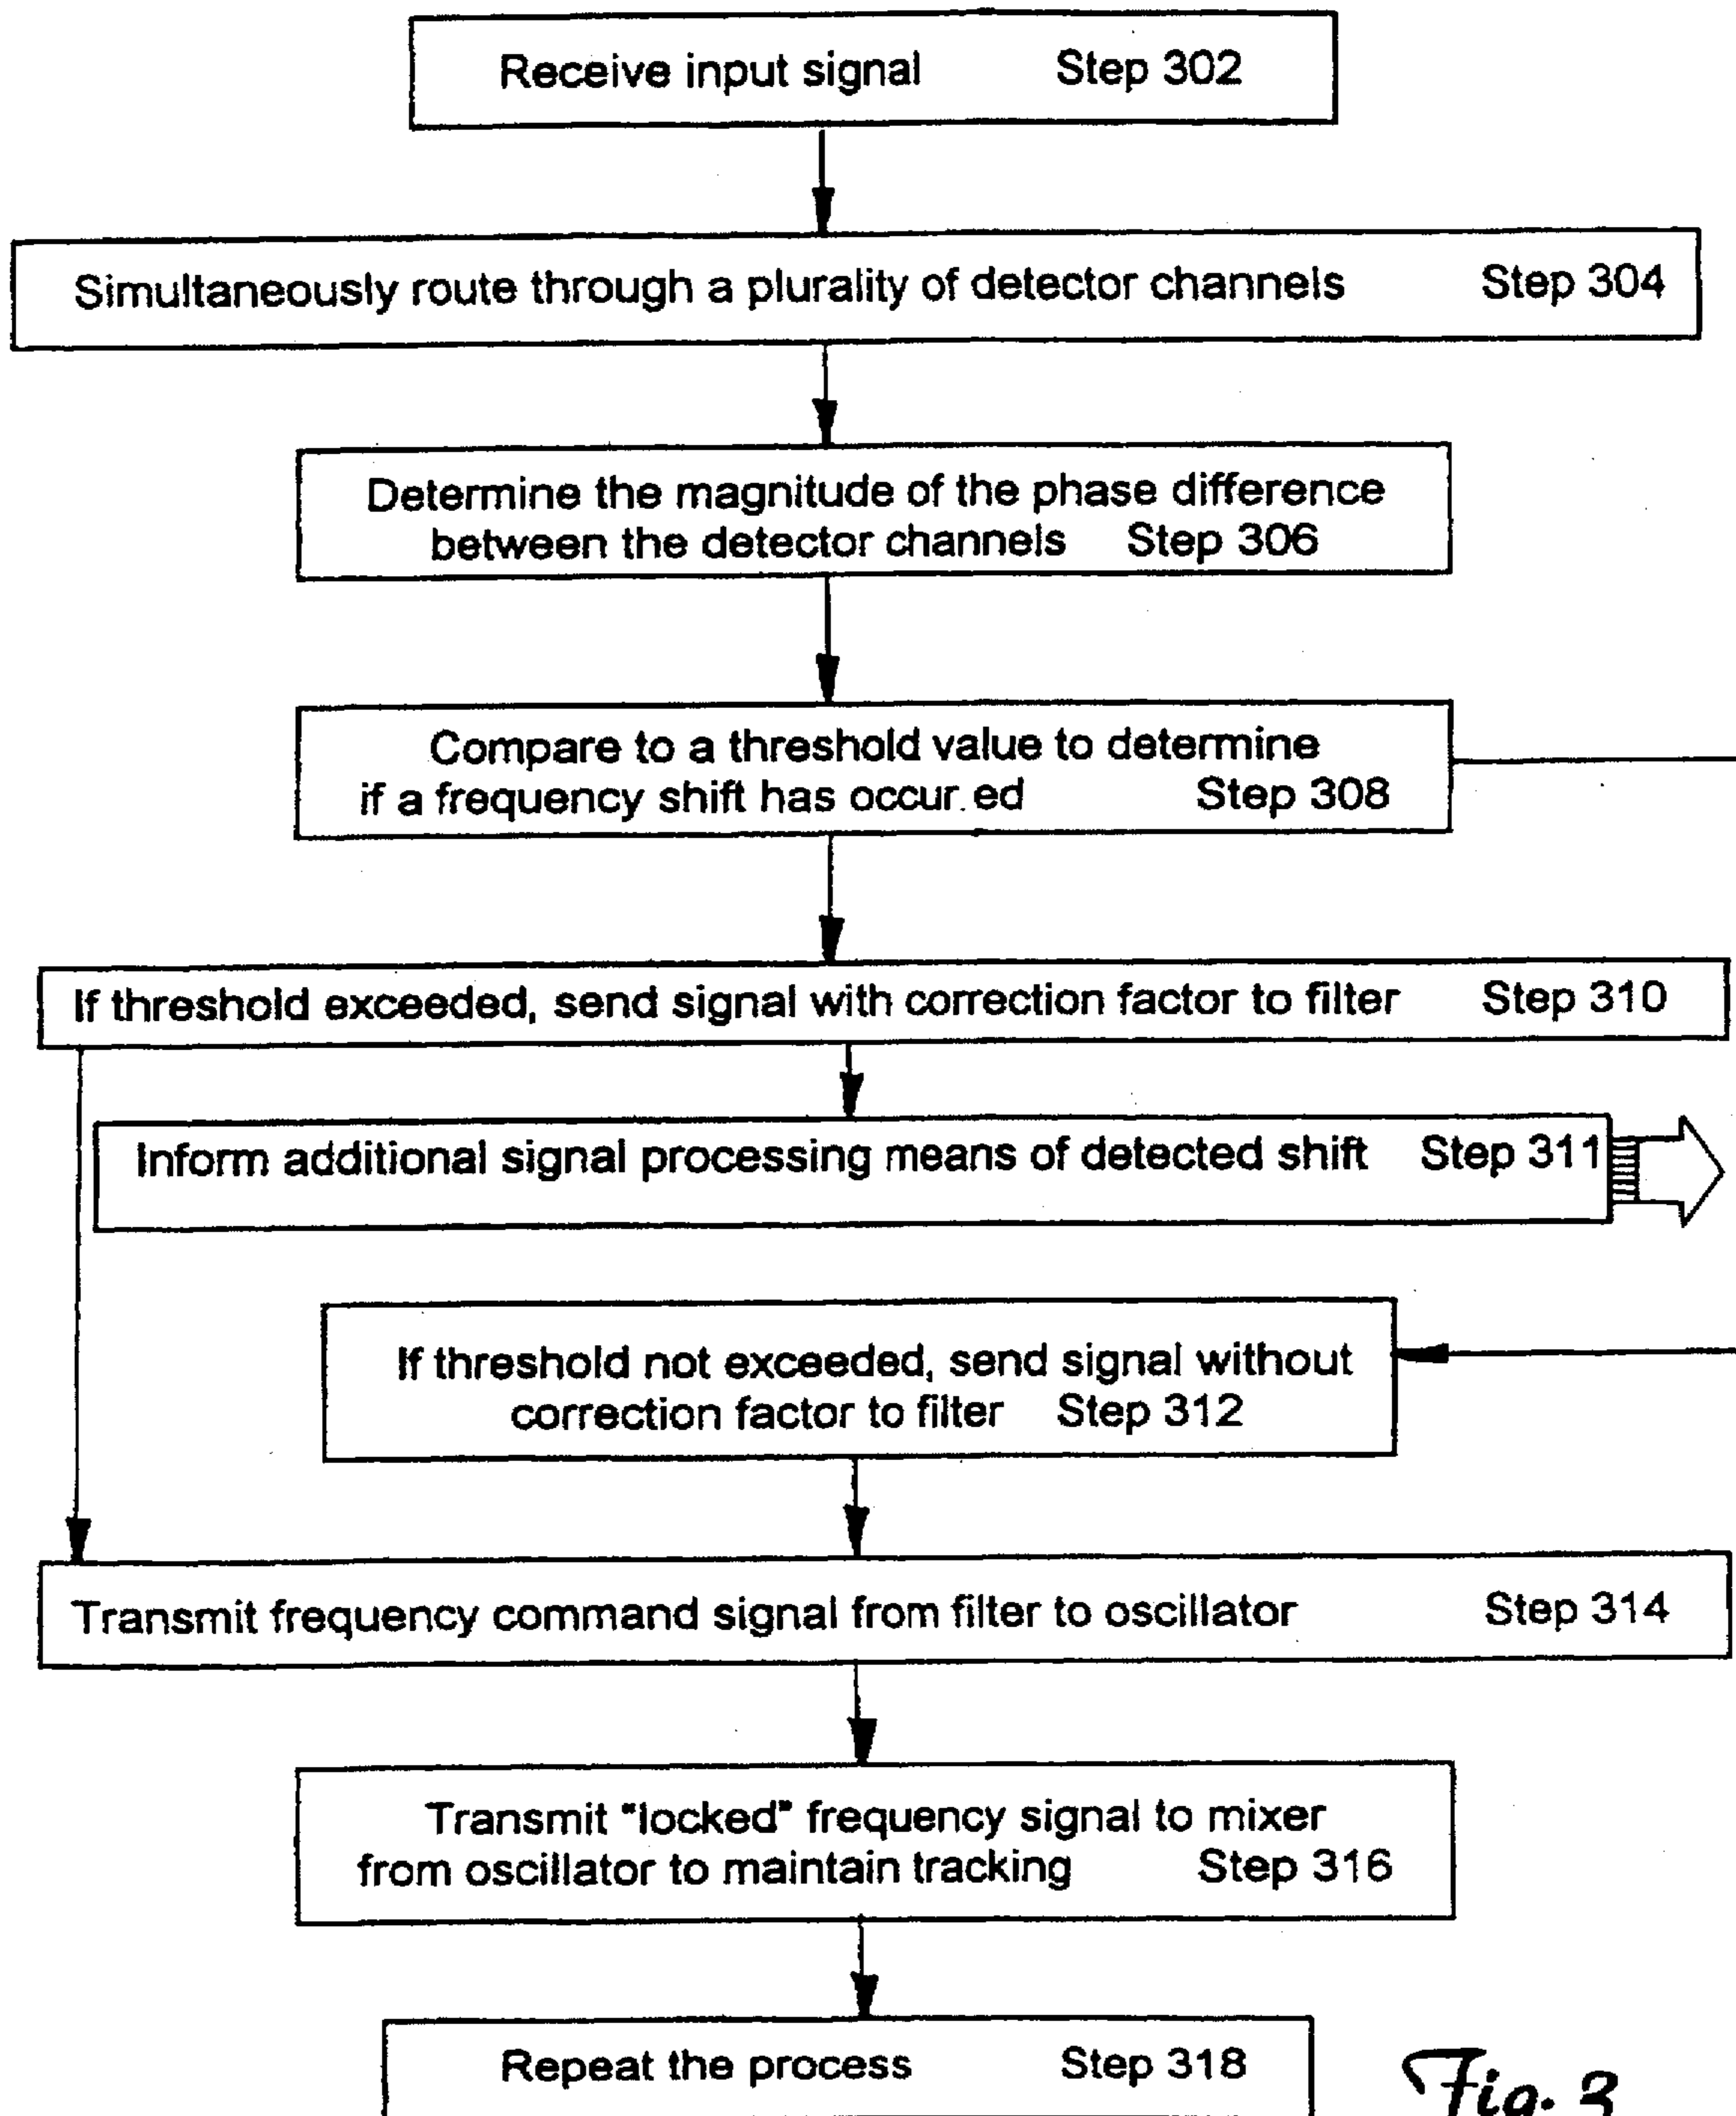 Receive input signal Step 302
Simultaneously route through a plurality of detector channels Step 304
Determine the magnitude of the phase difference
between the detector channels Step 306
Compare to a threshold value to determine
if a frequency shift has occur.ed Step 308
If threshold exceeded, send signal with correction factor to filter Step 310
Inform additional signal processing means of detected shift Step 311
If threshold not exceeded, send signal without
correction factor to filter Step 312
Transmit frequency command signal from filter to oscillator Step 314
Transmit "locked" frequency signal to mixer
from oscillator to maintain tracking Step 316
Repeat the process Step 318
Fig. 3